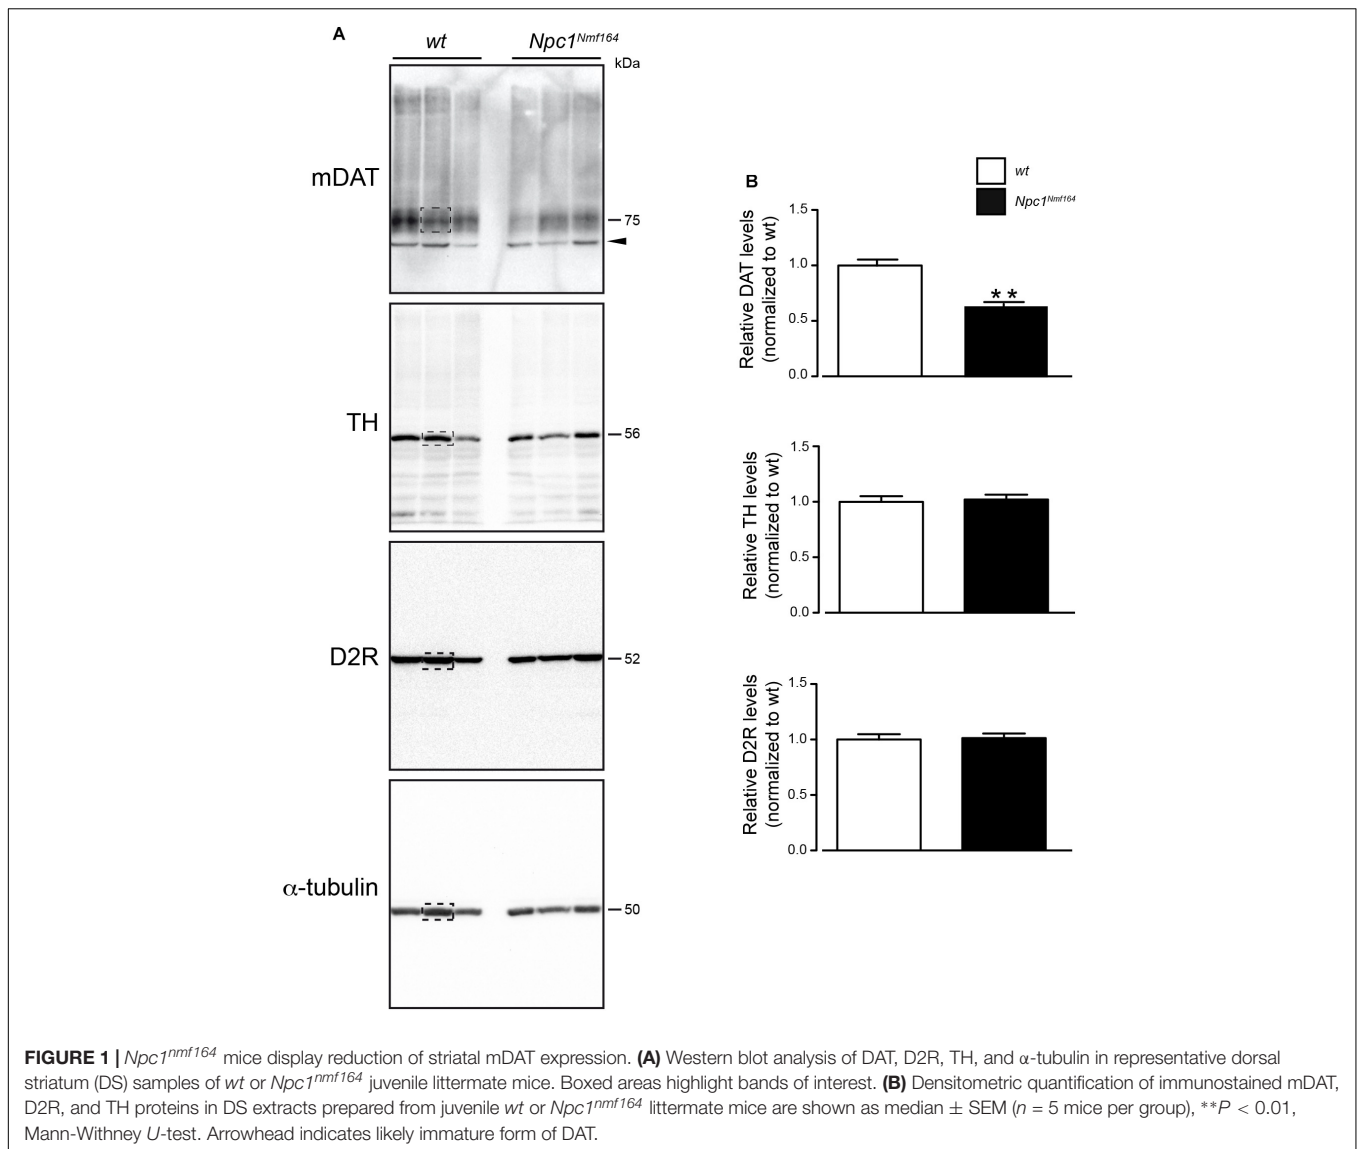 A
wt Npc1Nmf164
kDa
mDAT
75
TH
56
D2R
52
α-tubulin
50
B
wt
Npc1Nmf164
Relative DAT levels
(normalized to wt)
1.5
1.0
0.5
0.0
**
Relative TH levels
(normalized to wt)
1.5
1.0
0.5
0.0
Relative D2R levels
(normalized to wt)
1.5
1.0
0.5
0.0
FIGURE 1 | Npc1nmf164 mice display reduction of striatal mDAT expression. (A) Western blot analysis of DAT, D2R, TH, and α-tubulin in representative dorsal
striatum (DS) samples of wt or Npc1nmf164 juvenile littermate mice. Boxed areas highlight bands of interest. (B) Densitometric quantification of immunostained mDAT,
D2R, and TH proteins in DS extracts prepared from juvenile wt or Npc1nmf164 littermate mice are shown as median ± SEM (n = 5 mice per group), **P < 0.01,
Mann-Withney U-test. Arrowhead indicates likely immature form of DAT.